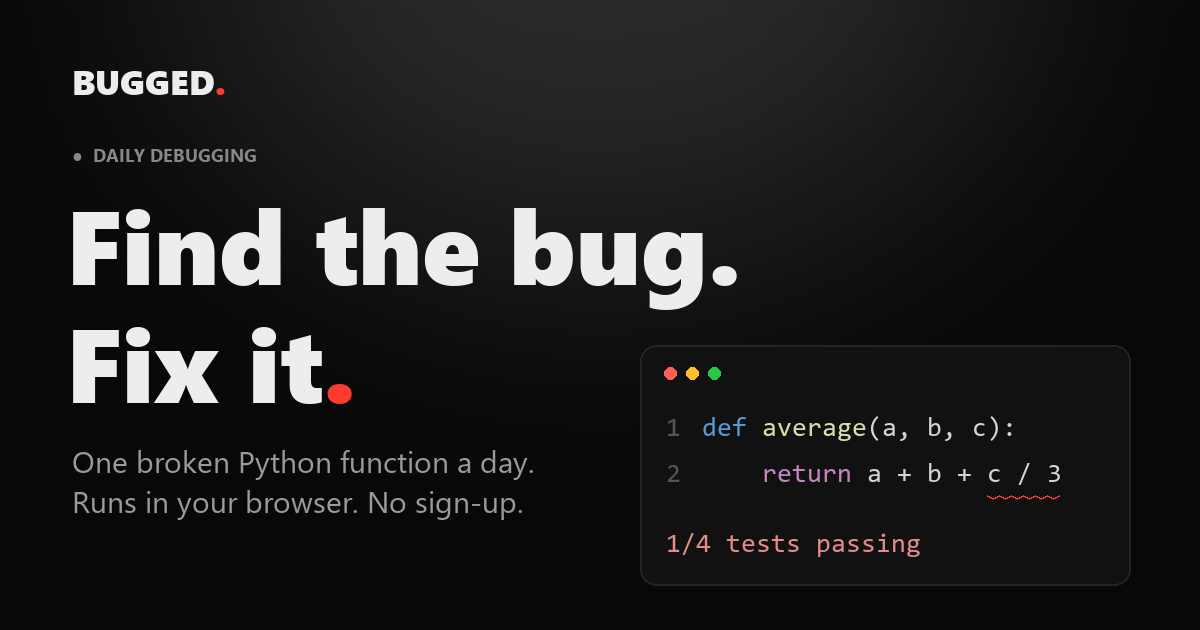 BUGGED.
• DAILY DEBUGGING
Find the bug.
Fix it.
One broken Python function a day.
Runs in your browser. No sign-up.
1 def average(a, b, c):
2     return a + b + c / 3
1/4 tests passing